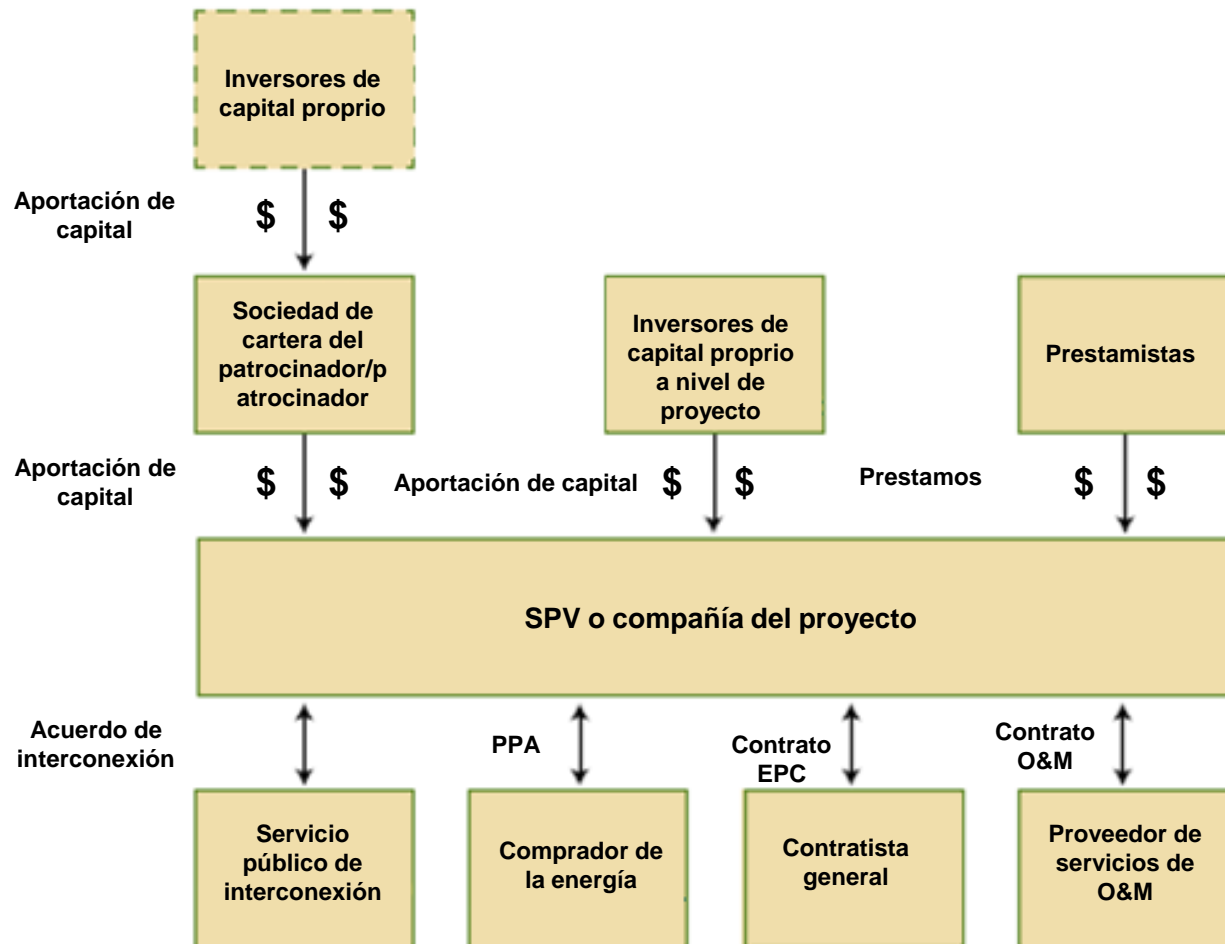 Inversores de
capital proprio
Aportación de
capital
$ $
Sociedad de
cartera del
patrocinador/p
atrocinador
Inversores de
capital proprio
a nivel de
proyecto
Prestamistas
Aportación de
capital
$ $
Aportación de capital
$ $
Prestamos
$ $
SPV o compañía del proyecto
Acuerdo de
interconexión
PPA
Contrato
EPC
Contrato
O&M
Servicio
público de
interconexión
Comprador de
la energía
Contratista
general
Proveedor de
servicios de
O&M